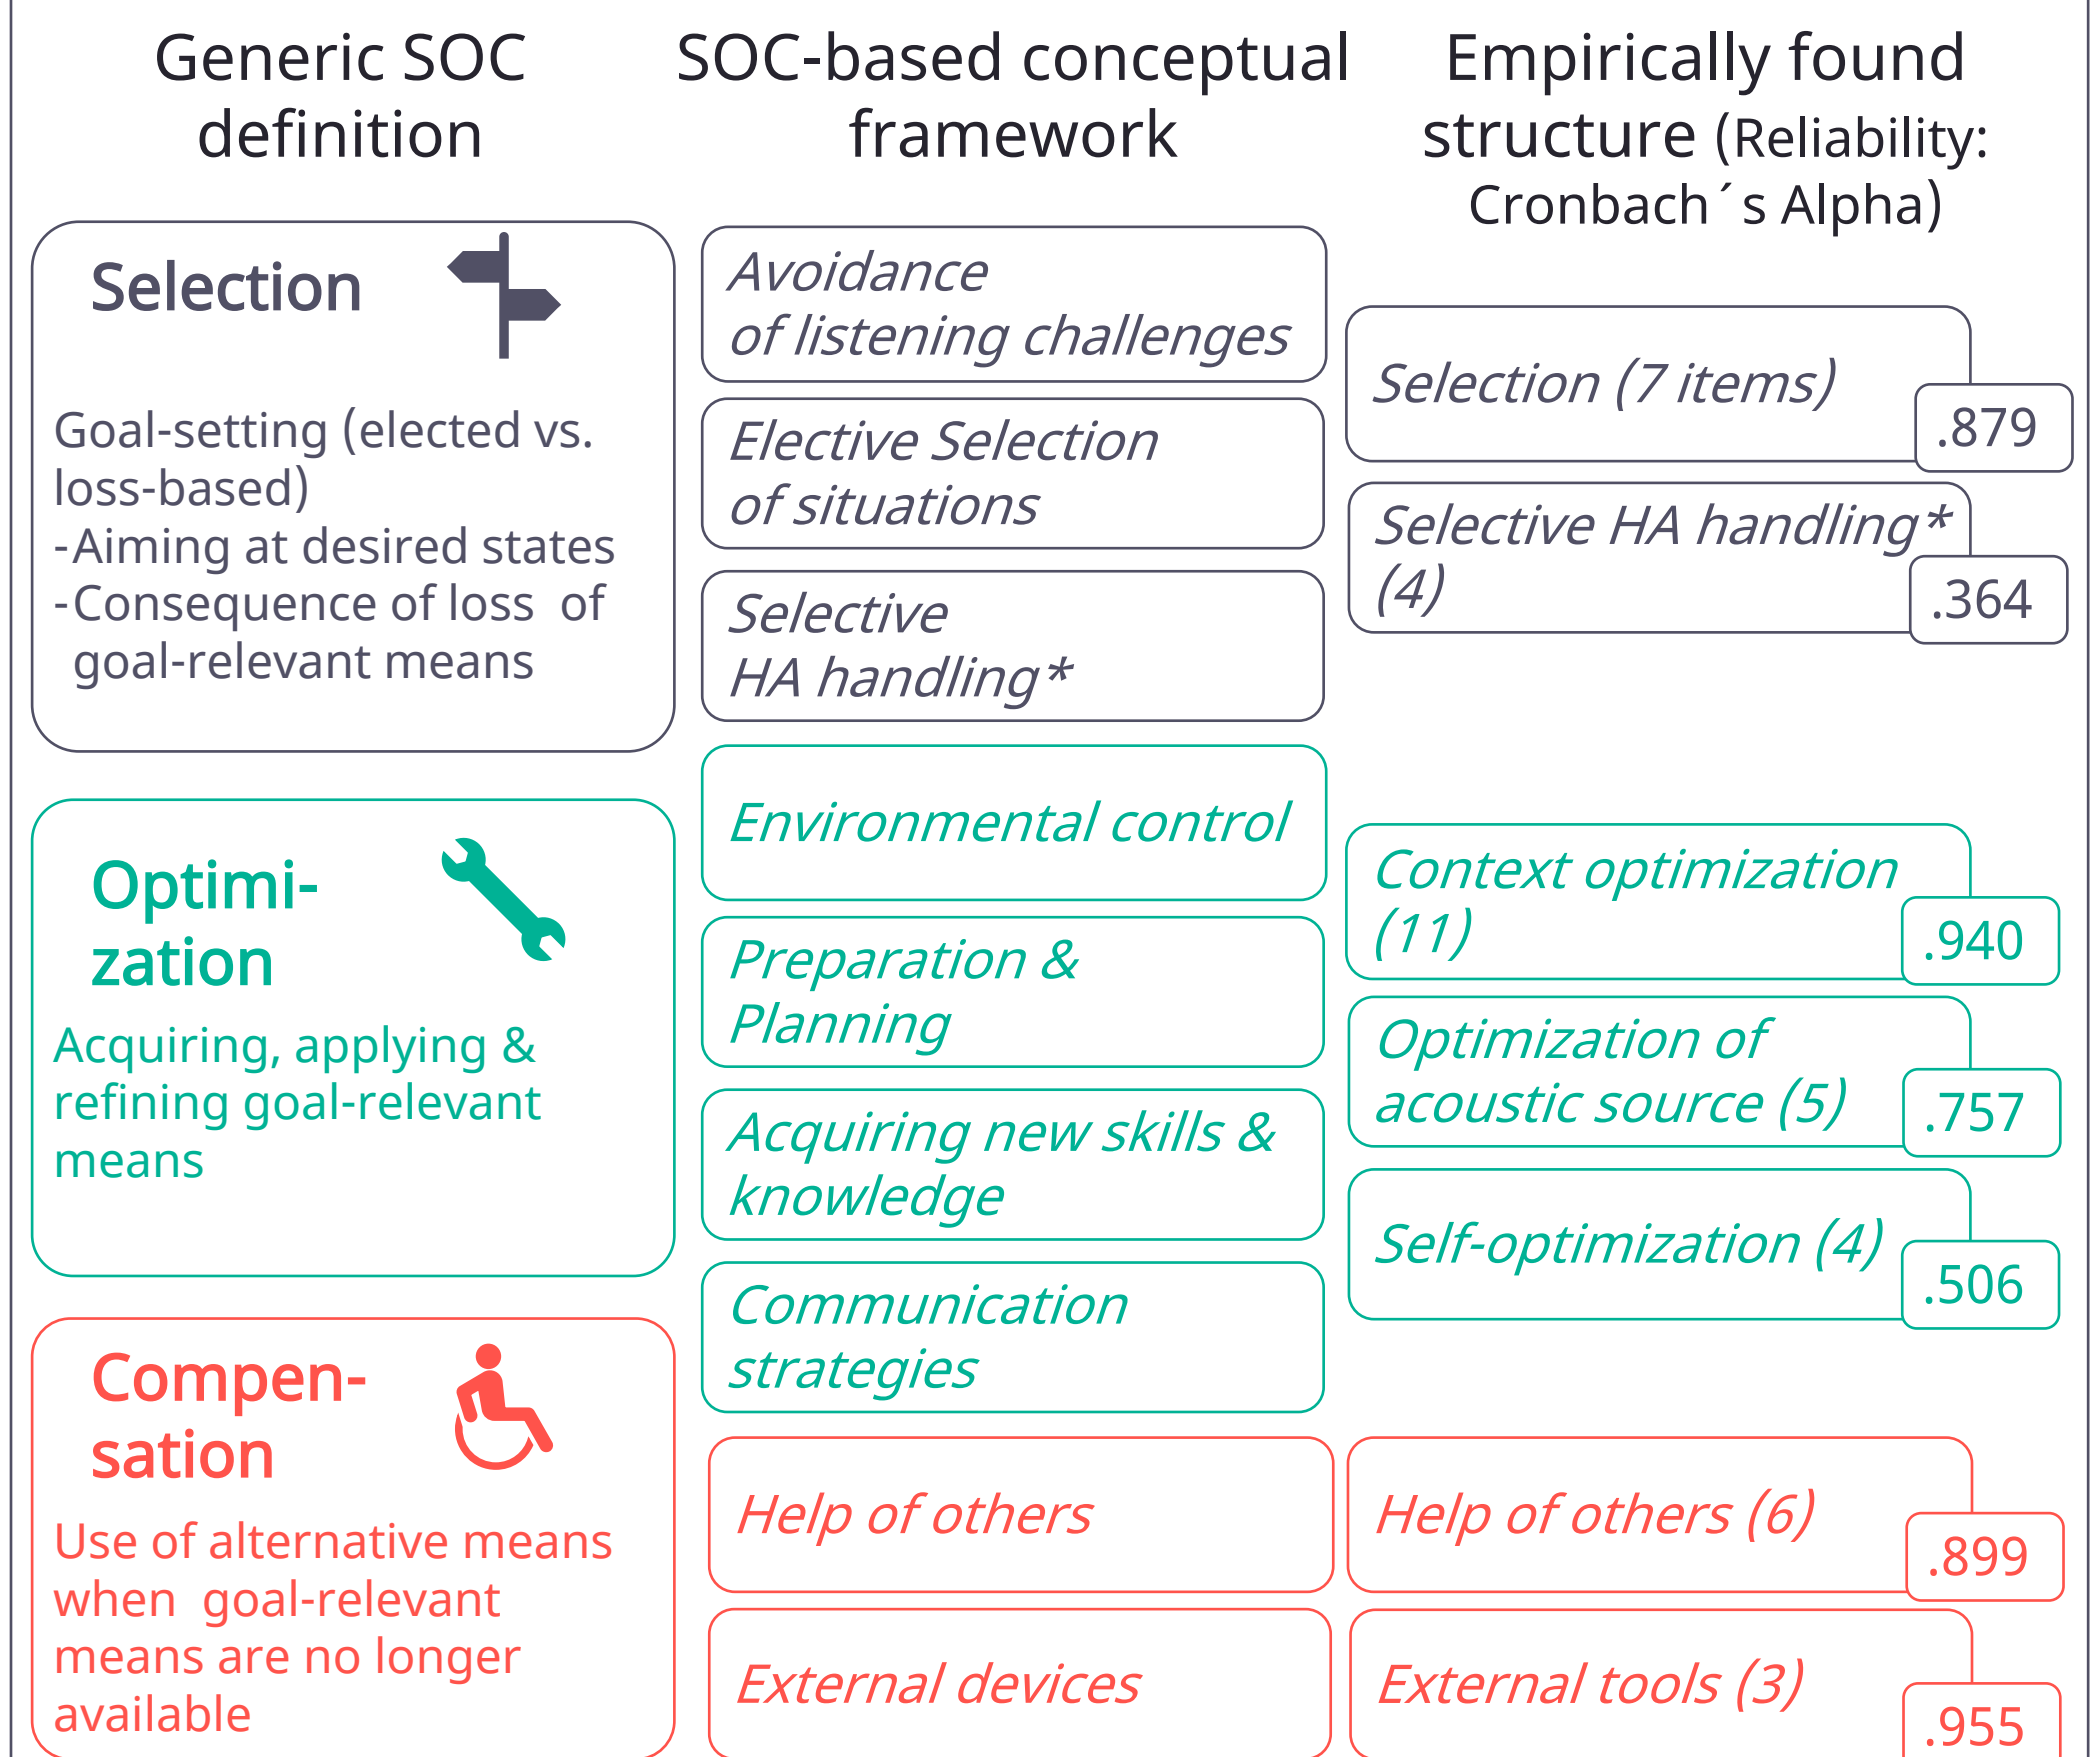 Generic SOC
definition
SOC-based conceptual
framework
Empirically found
structure (Reliability:
Cronbach´s Alpha)
Selection
Goal-setting (elected vs.
loss-based)
-Aiming at desired states
-Consequence of loss  of
goal-relevant means
Optimi-
zation
Acquiring, applying &
refining goal-relevant
means
Compen-
sation
Use of alternative means
when  goal-relevant
means are no longer
available
Avoidance
of listening challenges
Elective Selection
of situations
Selective
HA handling*
Environmental control
Preparation &
Planning
Acquiring new skills &
knowledge
Communication
strategies
Help of others
External devices
Selection (7 items)
.879
Selective HA handling*
(4)
.364
Context optimization
(11)
.940
Optimization of
acoustic source (5)
.757
Self-optimization (4)
.506
Help of others (6)
.899
External tools (3)
.955